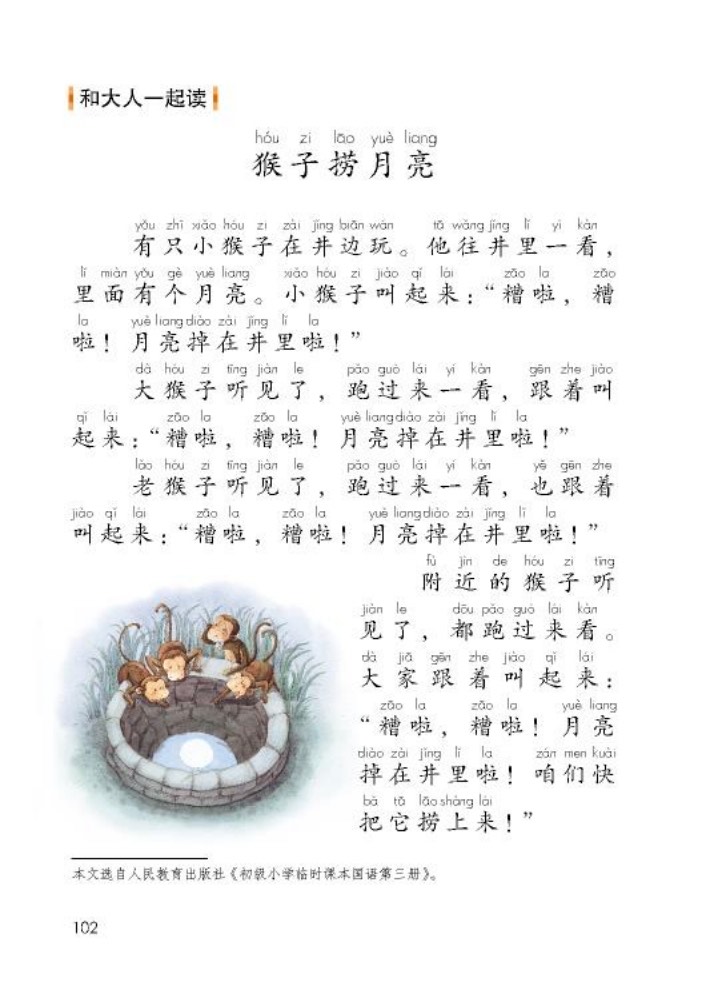 和大人一起读
hóu zi lāo yuè liang
猴子捞月亮
yǒu zhī xiǎo hóu zi zài jǐng biān wán tā wǎng jǐng lǐ yí kàn
有只小猴子在井边玩。他往井里一看，
lǐ miàn yǒu gè yuè liang xiǎo hóu zi jiào qǐ lái zāo la zāo
里面有个月亮。小猴子叫起来：“糟啦，糟
la yuè liang diào zài jǐng lǐ la
啦！月亮掉在井里啦！”
dà hóu zi tīng jiàn le pǎo guò lái yí kàn gēn zhe jiào
大猴子听见了，跑过来一看，跟着叫
qǐ lái zāo la zāo la yuè liang diào zài jǐng lǐ la
起来：“糟啦，糟啦！月亮掉在井里啦！”
lǎo hóu zi tīng jiàn le pǎo guò lái yí kàn yě gēn zhe
老猴子听见了，跑过来一看，也跟着
jiào qǐ lái zāo la zāo la yuè liang diào zài jǐng lǐ la
叫起来：“糟啦，糟啦！月亮掉在井里啦！”
fù jìn de hóu zi tīng
附近的猴子听
jiàn le dōu pǎo guò lái kàn
见了，都跑过来看。
dà jiā gēn zhe jiào qǐ lái
大家跟着叫起来：
zāo la zāo la yuè liang
“糟啦，糟啦！月亮
diào zài jǐng lǐ la zán men kuài
掉在井里啦！咱们快
bǎ tā lāo shàng lái
把它捞上来！”
本文选自人民教育出版社《初级小学临时课本国语第三册》。
102